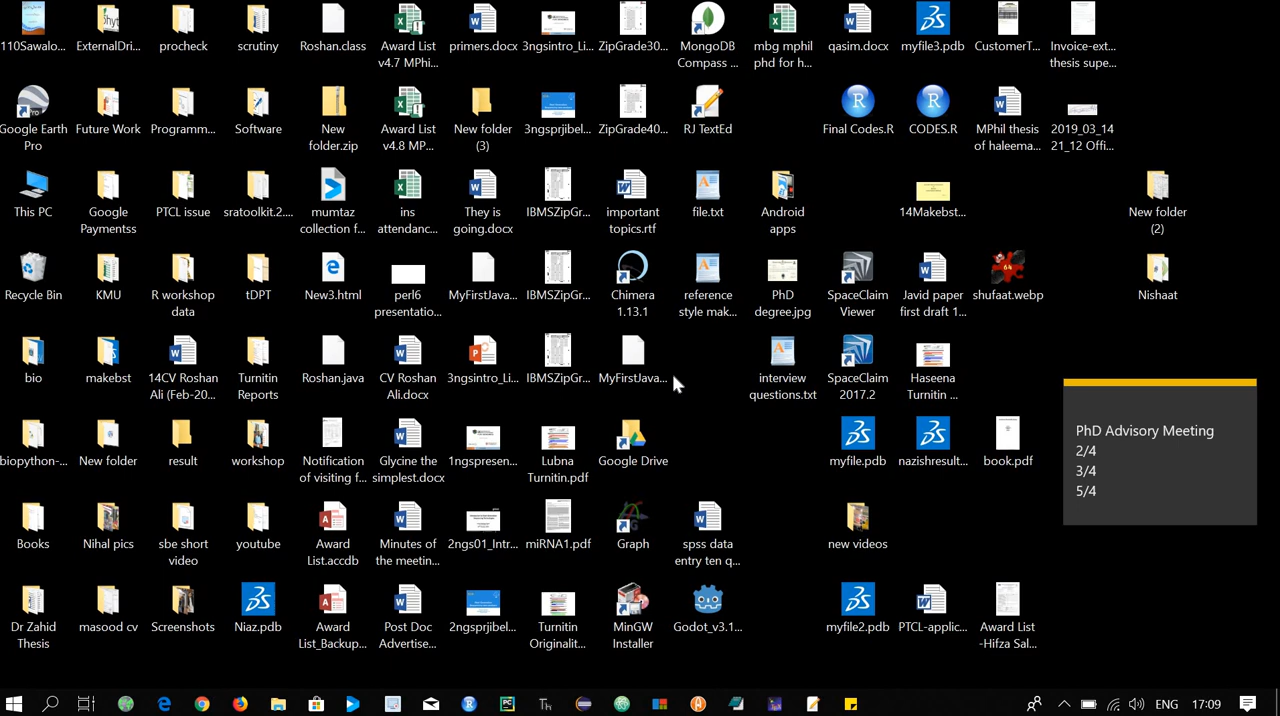 110Savaro...
prodocx
scrutiny
Roshan.class
Award List
v4.7 MPhi...
primers.docx
3ngsintro_Li...
ZipGrade30...
MongoDB
Compass ...
mbg mphil
phd for h...
qasim.docx
myfile3.pdb
CustomerT...
Invoice-ext...
thesis supe...
Google Earth
Pro
Future Work
Programm...
Software
New
folder.zip
Award List
v4.8 MP...
New folder
(3)
3ngsprjibel...
ZipGrade40...
RJ TextEd
Final Codes.R
CODES.R
MPhil thesis
of haleema...
2019_03_14
21_12 Offi...
This PC
Google
Paymentss
PTCL issue
sratoolkit.2....
mumtaz
collection f...
ins
attendanc...
They is
going.docx
IBMSZipGr...
important
topics.rtf
file.txt
Android
apps
14Makebst...
New folder
(2)
Recycle Bin
KMU
R workshop
data
tDPT
New3.html
perl6
presentatio...
MyFirstJava...
IBMSZipGr...
Chimera
1.13.1
reference
style mak...
PhD
degree.jpg
SpaceClaim
Viewer
Javid paper
first draft 1...
64
shufaat.webp
Nishaat
bio
makebst
14CV Roshan
Ali (Feb-20...
Turnitin
Reports
Roshan.java
CV Roshan
Ali.docx
3ngsintro_Li...
IBMSZipGr...
MyFirstJava...
interview
questions.txt
SpaceClaim
2017.2
Haseena
Turnitin ...
biopython-...
New folder
result
workshop
Notification
of visiting f...
Glycine the
simplest.docx
1ngspresen...
Lubna
Turnitin.pdf
Google Drive
myfile.pdb
nazishresult...
book.pdf
PhD Advisory Meeting
2/4
3/4
5/4
Books
Nihal pics
sbe short
video
youtube
Award
List.accdb
Minutes of
the meetin...
2ngs01_Intr...
miRNA1.pdf
Graph
spss data
entry ten q...
new videos
Dr Zahid
Thesis
masood cv
Screenshots
Niaz.pdb
Award
List_Backup...
Post Doc
Advertise...
2ngsprjibel...
Turnitin
Originalit...
MinGW
Installer
Godot_v3.1...
myfile2.pdb
PTCL-applic...
Award List
-Hifza Sal...
ENG
17:09